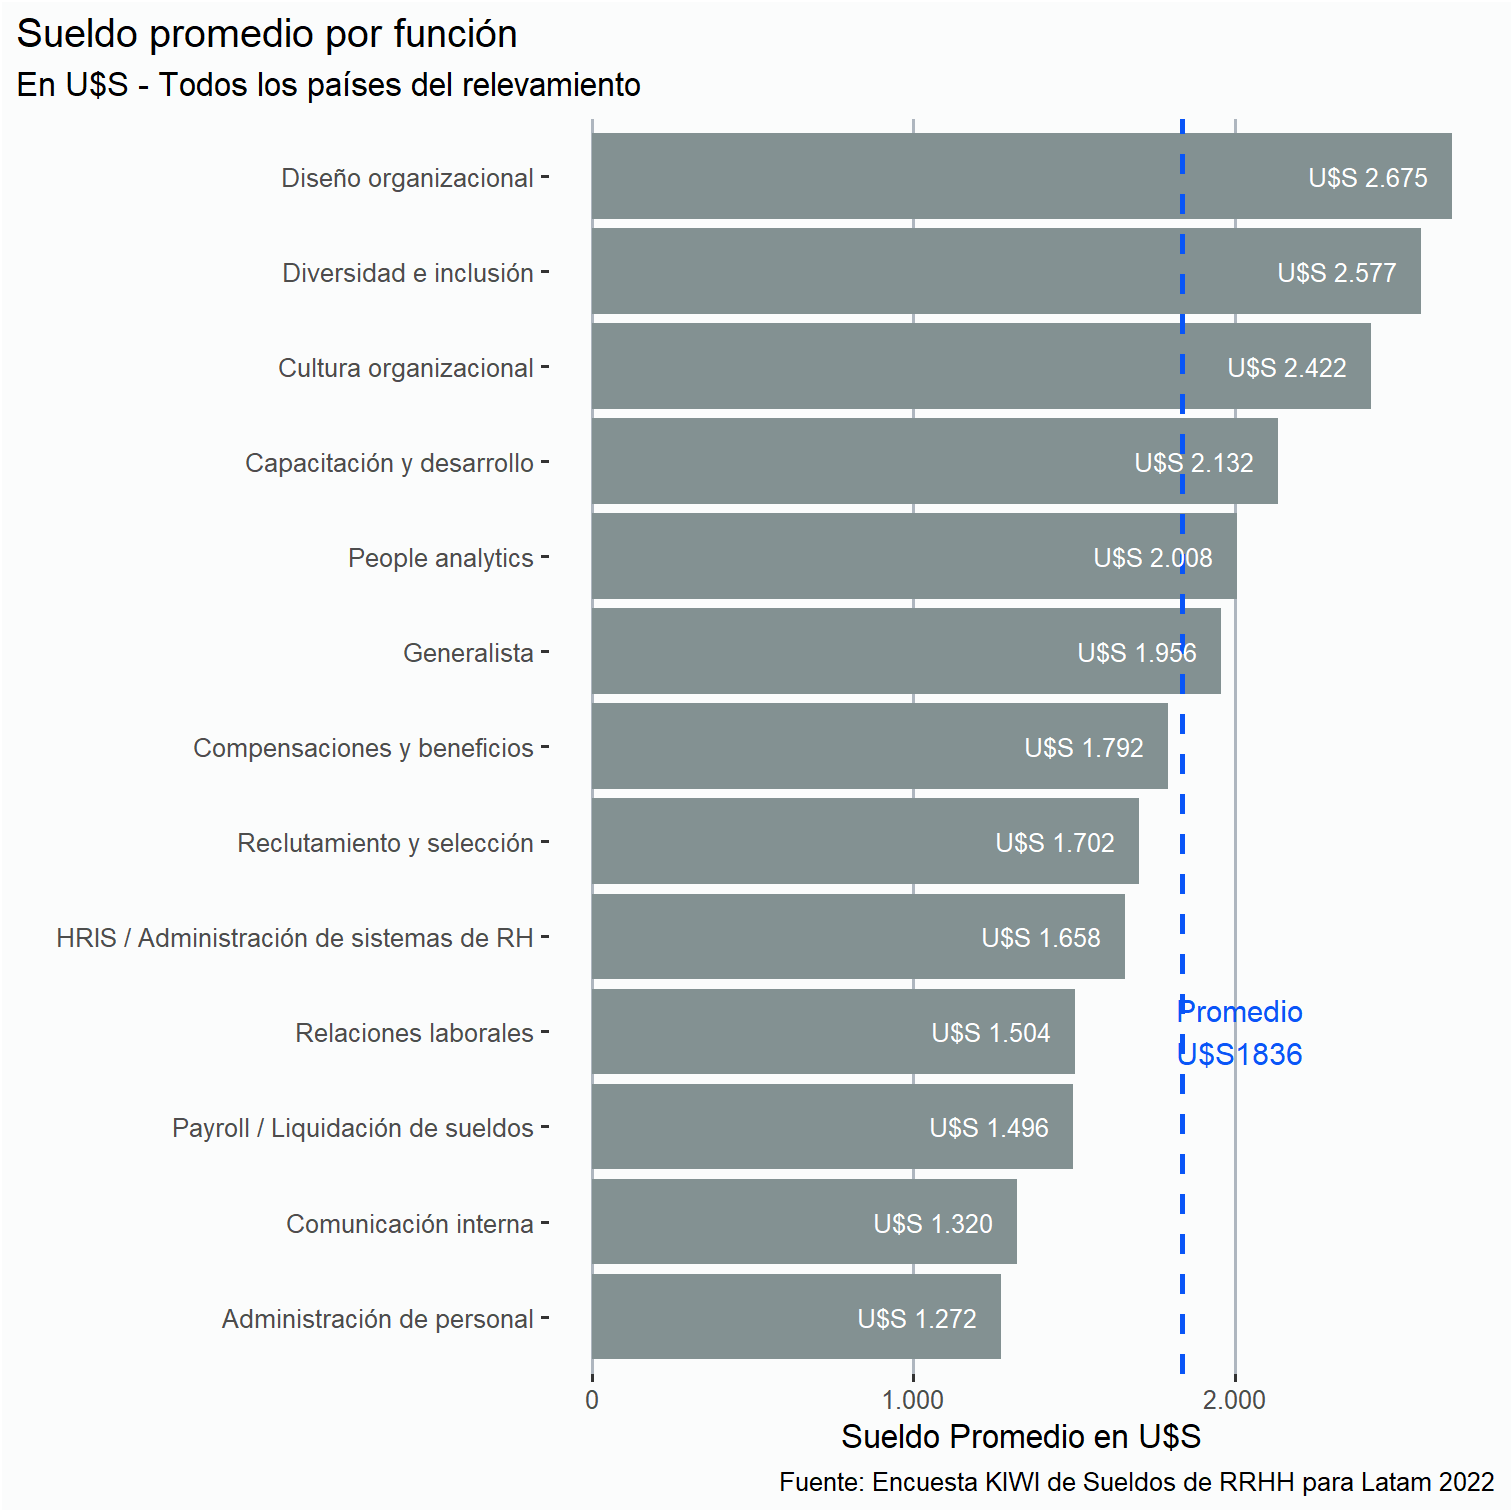 Sueldo promedio por función
En U$S - Todos los países del relevamiento
Diseño organizacional U$S 2.675
Diversidad e inclusión U$S 2.577
Cultura organizacional U$S 2.422
Capacitación y desarrollo U$S 2.132
People analytics U$S 2.008
Generalista U$S 1.956
Compensaciones y beneficios U$S 1.792
Reclutamiento y selección U$S 1.702
HRIS / Administración de sistemas de RH U$S 1.658
Promedio
U$S1836
Relaciones laborales U$S 1.504
Payroll / Liquidación de sueldos U$S 1.496
Comunicación interna U$S 1.320
Administración de personal U$S 1.272
0 1.000 2.000
Sueldo Promedio en U$S
Fuente: Encuesta KIWI de Sueldos de RRHH para Latam 2022